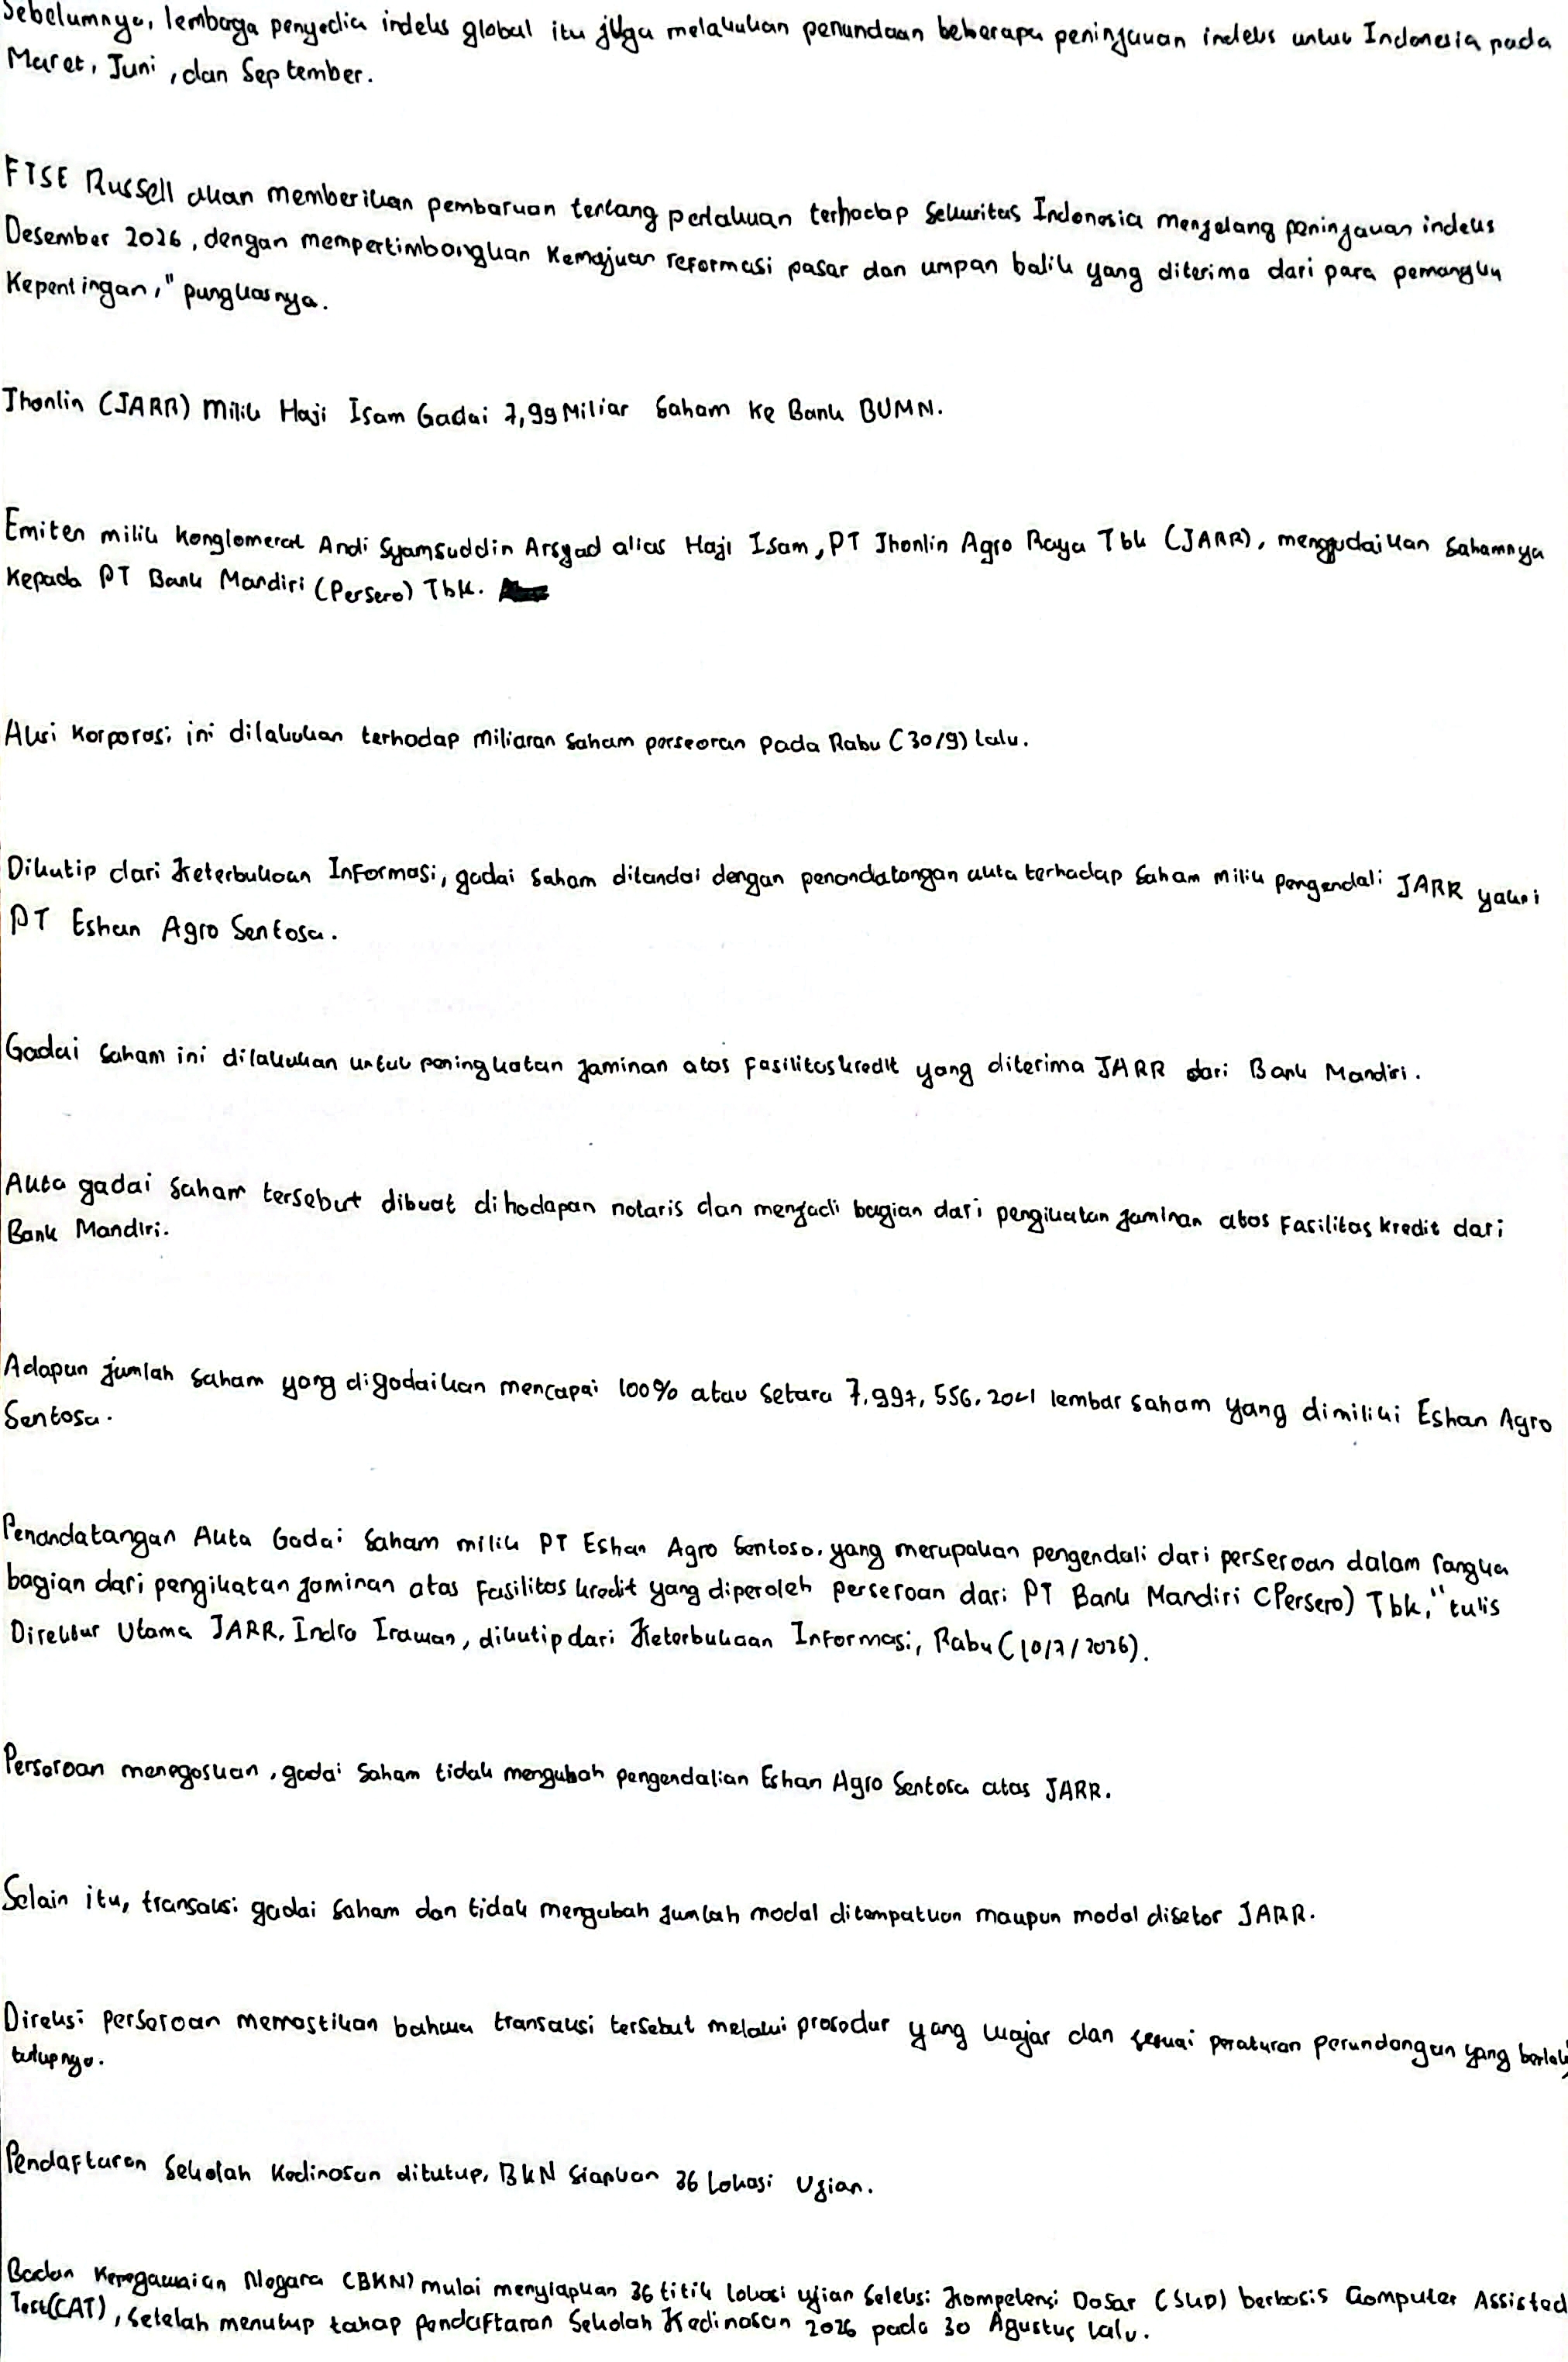 Sebelumnya, lembaga penyedia indeks global itu juga melakukan penundaan beberapa peninjauan indeks untuk Indonesia pada
Maret, Juni, dan September.
FTSE Russell akan memberikan pembaruan tentang perlakuan terhadap Sekuritas Indonesia menjelang peninjauan indeks
Desember 2026, dengan mempertimbangkan Kemajuan reformasi pasar dan umpan balik yang diterima dari para pemangku
Kepentingan," pungkasnya.
Jhonlin (JARR) Milik Haji Isam Gadai 7,99 Miliar Saham Ke Bank BUMN.
Emiten milik Konglomerat Andi Syamsuddin Arsyad alias Haji Isam, PT Jhonlin Agro Raya Tbk (JARR), menggadaikan Sahamnya
Kepada PT Bank Mandiri (Persero) Tbk.
Aksi Korporasi ini dilakukan terhadap Miliaran Saham perseoran Pada Rabu (30/9) Lalu.
Dikutip dari Keterbukaan Informasi, gadai Saham ditandai dengan penandatangan akta terhadap Saham milik pengendali JARR yakni
PT Eshan Agro Sentosa.
Gadai Saham ini dilakukan untuk peningkatan jaminan atas Fasilitas kredit yang diterima JARR dari Bank Mandiri.
Akta gadai Saham tersebut dibuat dihadapan notaris dan menjadi bagian dari pengikatan jaminan atas Fasilitas kredit dari
Bank Mandiri.
Adapun jumlah Saham yang digadaikan mencapai 100% atau Setara 7.997.556.201 lembar saham yang dimiliki Eshan Agro
Sentosa.
Penandatangan Akta Gadai Saham milik PT Eshan Agro Sentosa, yang merupakan pengendali dari perseroan dalam rangka
bagian dari pengikatan jaminan atas Fasilitas kredit yang diperoleh perseroan dari PT Bank Mandiri (Persero) Tbk," tulis
Direktur Utama JARR, Indra Irawan, dikutip dari Keterbukaan Informasi, Rabu (10/7/2026).
Perseroan menegaskan, gadai Saham tidak mengubah pengendalian Eshan Agro Sentosa atas JARR.
Selain itu, transaksi gadai Saham dan tidak mengubah jumlah modal ditempatkan maupun modal disetor JARR.
Direksi perseroan memastikan bahwa transaksi tersebut melalui prosedur yang wajar dan sesuai peraturan perundangan yang berlaku,
tutupnya.
Pendaftaran Sekolah Kedinasan ditutup, BKN Siapkan 36 Lokasi Ujian.
Badan Kepegawaian Negara (BKN) mulai menyiapkan 36 titik lokasi ujian Seleksi Kompetensi Dasar (SKD) berbasis Computer Assisted
Test(CAT), Setelah menutup tahap pendaftaran Sekolah Kedinasan 2026 pada 30 Agustus lalu.